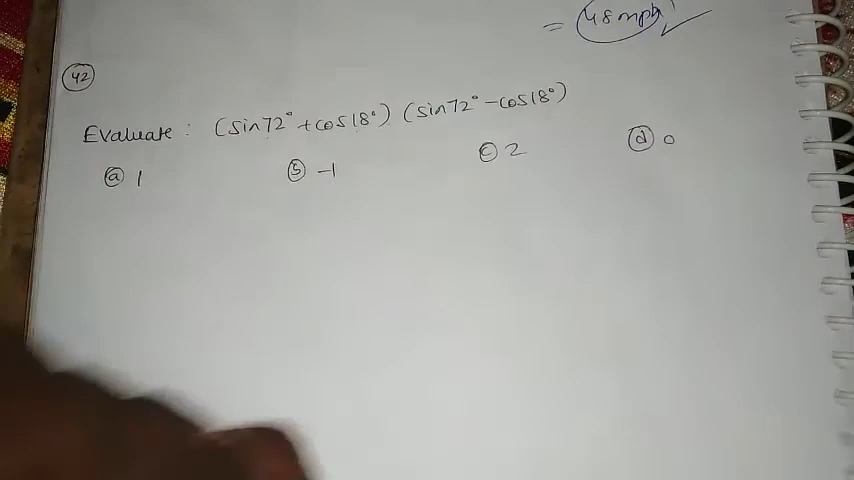 = 48 mph
42
Evaluate : (sin72° + cos18°) (sin72° - cos18°)
a 1 b -1 c 2 d 0